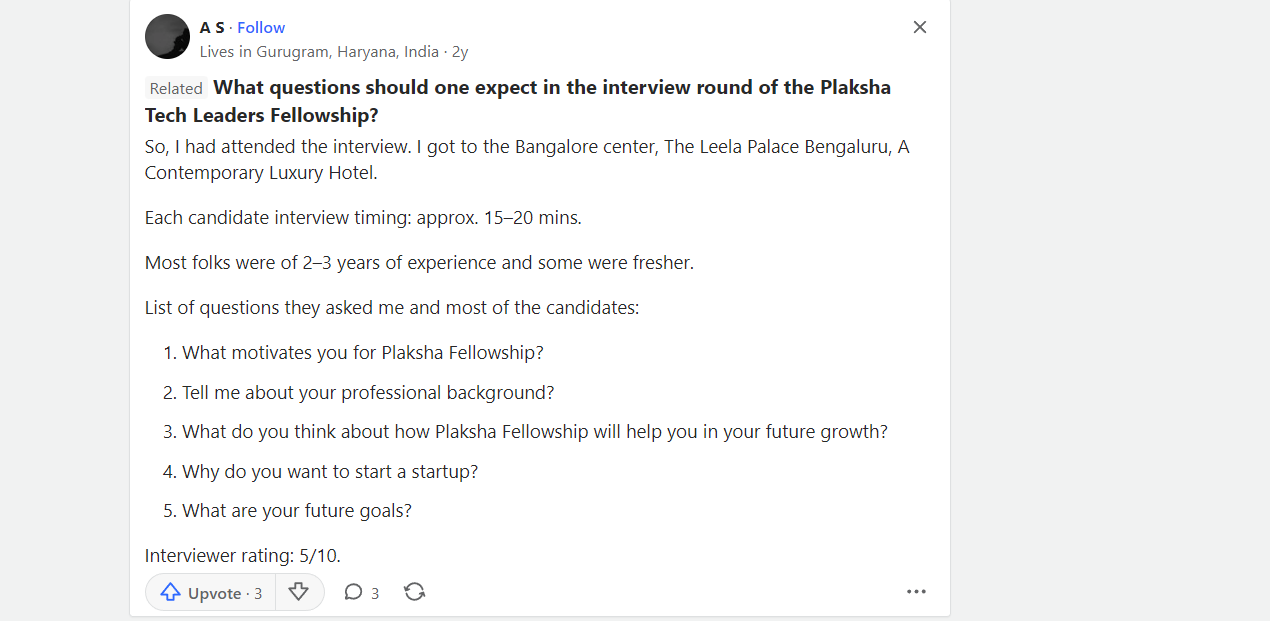 A S · Follow
Lives in Gurugram, Haryana, India · 2y
Related What questions should one expect in the interview round of the Plaksha
Tech Leaders Fellowship?
So, I had attended the interview. I got to the Bangalore center, The Leela Palace Bengaluru, A
Contemporary Luxury Hotel.
Each candidate interview timing: approx. 15–20 mins.
Most folks were of 2–3 years of experience and some were fresher.
List of questions they asked me and most of the candidates:
1. What motivates you for Plaksha Fellowship?
2. Tell me about your professional background?
3. What do you think about how Plaksha Fellowship will help you in your future growth?
4. Why do you want to start a startup?
5. What are your future goals?
Interviewer rating: 5/10.
Upvote · 3 3